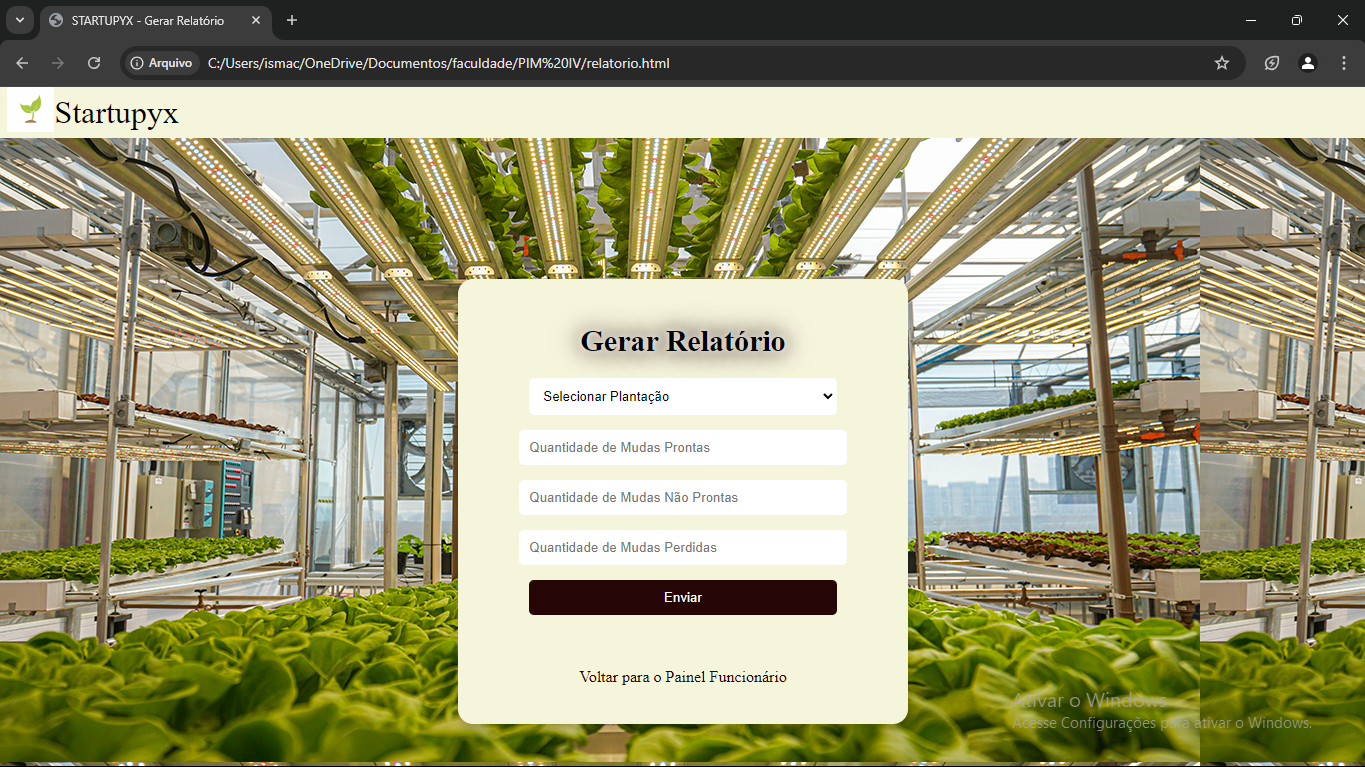 STARTUPYX - Gerar Relatório
Arquivo
C:/Users/ismac/OneDrive/Documentos/faculdade/PIM%20IV/relatorio.html
Startupyx
Gerar Relatório
Selecionar Plantação
Quantidade de Mudas Prontas
Quantidade de Mudas Não Prontas
Quantidade de Mudas Perdidas
Enviar
Voltar para o Painel Funcionário
Ativar o Windows
Acesse Configurações para ativar o Windows.